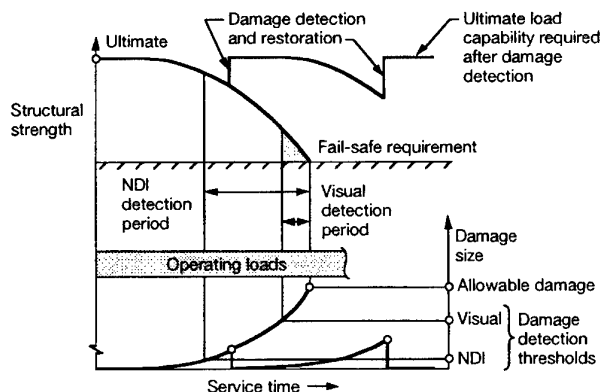 Damage detection
and restoration
Ultimate load
capability required
after damage
detection
Ultimate
Structural
strength
Fail-safe requirement
NDI
detection
period
Visual
detection
period
Operating loads
Damage
size
Allowable damage
Visual
NDI
Damage
detection
thresholds
Service time